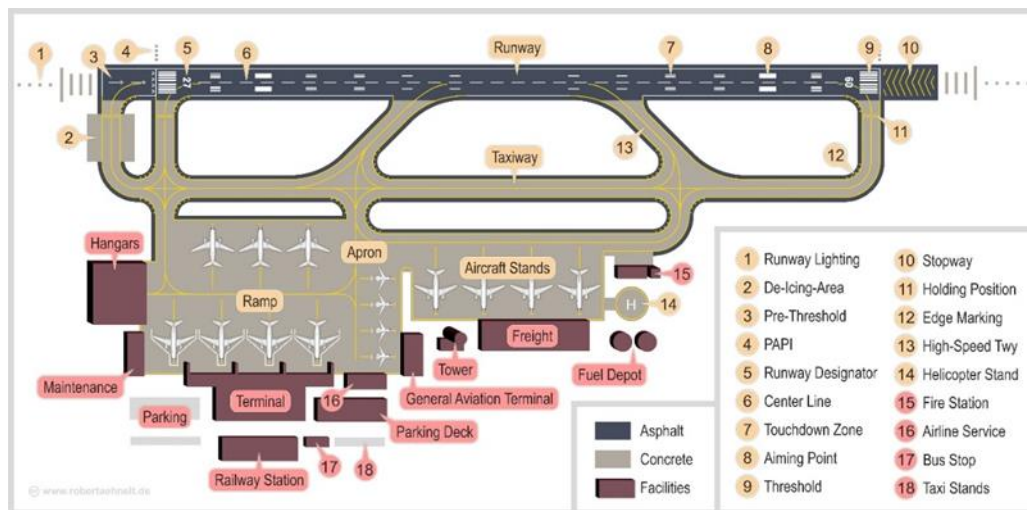 1
2
3
4
5
6
Runway
7
8
9
10
27
09
11
12
13
Taxiway
Hangars
Apron
Aircraft Stands
15
Ramp
H
14
Freight
Tower
Fuel Depot
Maintenance
16
General Aviation Terminal
Parking
Terminal
Parking Deck
Railway Station
17
18
Asphalt
Concrete
Facilities
1 Runway Lighting
2 De-Icing-Area
3 Pre-Threshold
4 PAPI
5 Runway Designator
6 Center Line
7 Touchdown Zone
8 Aiming Point
9 Threshold
10 Stopway
11 Holding Position
12 Edge Marking
13 High-Speed Twy
14 Helicopter Stand
15 Fire Station
16 Airline Service
17 Bus Stop
18 Taxi Stands
© www.robertaehnelt.de